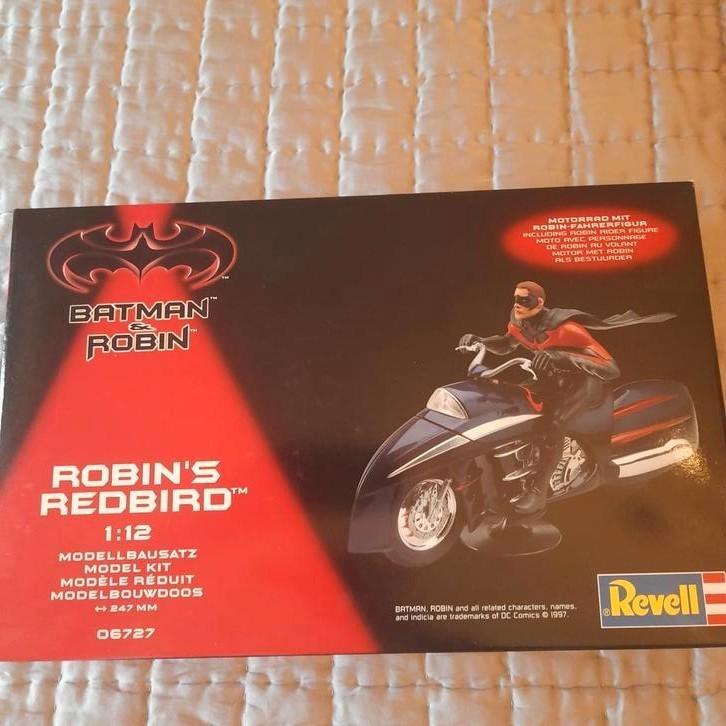 BATMAN™
&
ROBIN™
MOTORRAD MIT
ROBIN-FAHRERFIGUR
INCLUDING ROBIN RIDER FIGURE
MOTO AVEC PERSONNAGE
DE ROBIN AU VOLANT
MOTOR MET ROBIN
ALS BESTUURDER
ROBIN'S
REDBIRD™
1:12
MODELLBAUSATZ
MODEL KIT
MODÈLE RÉDUIT
MODELBOUWDOOS
↔ 247 MM
06727
BATMAN, ROBIN and all related characters, names,
and indicia are trademarks of DC Comics © 1997.
®Revell